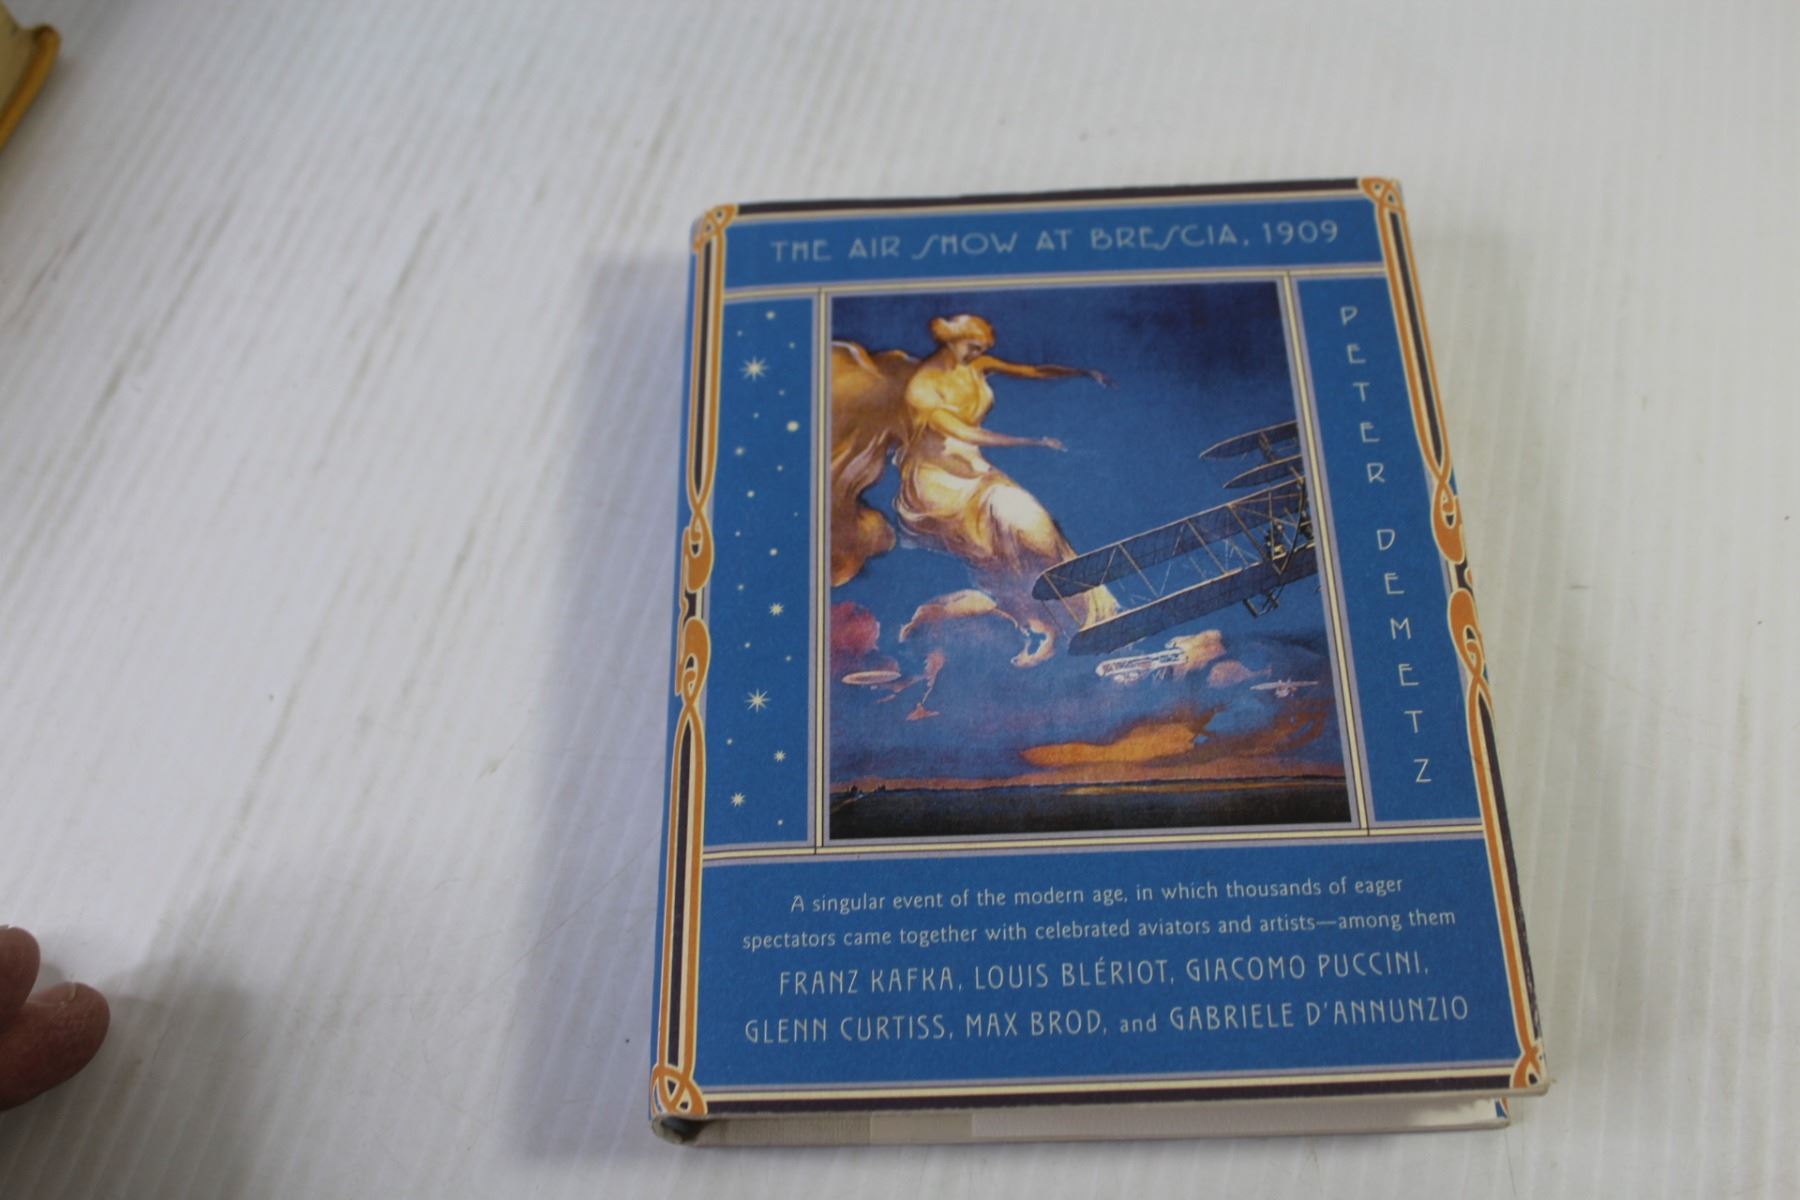 THE AIR SHOW AT BRESCIA, 1909
PETER DEMETZ
A singular event of the modern age, in which thousands of eager
spectators came together with celebrated aviators and artists—among them
FRANZ KAFKA, LOUIS BLÉRIOT, GIACOMO PUCCINI,
GLENN CURTISS, MAX BROD, and GABRIELE D'ANNUNZIO